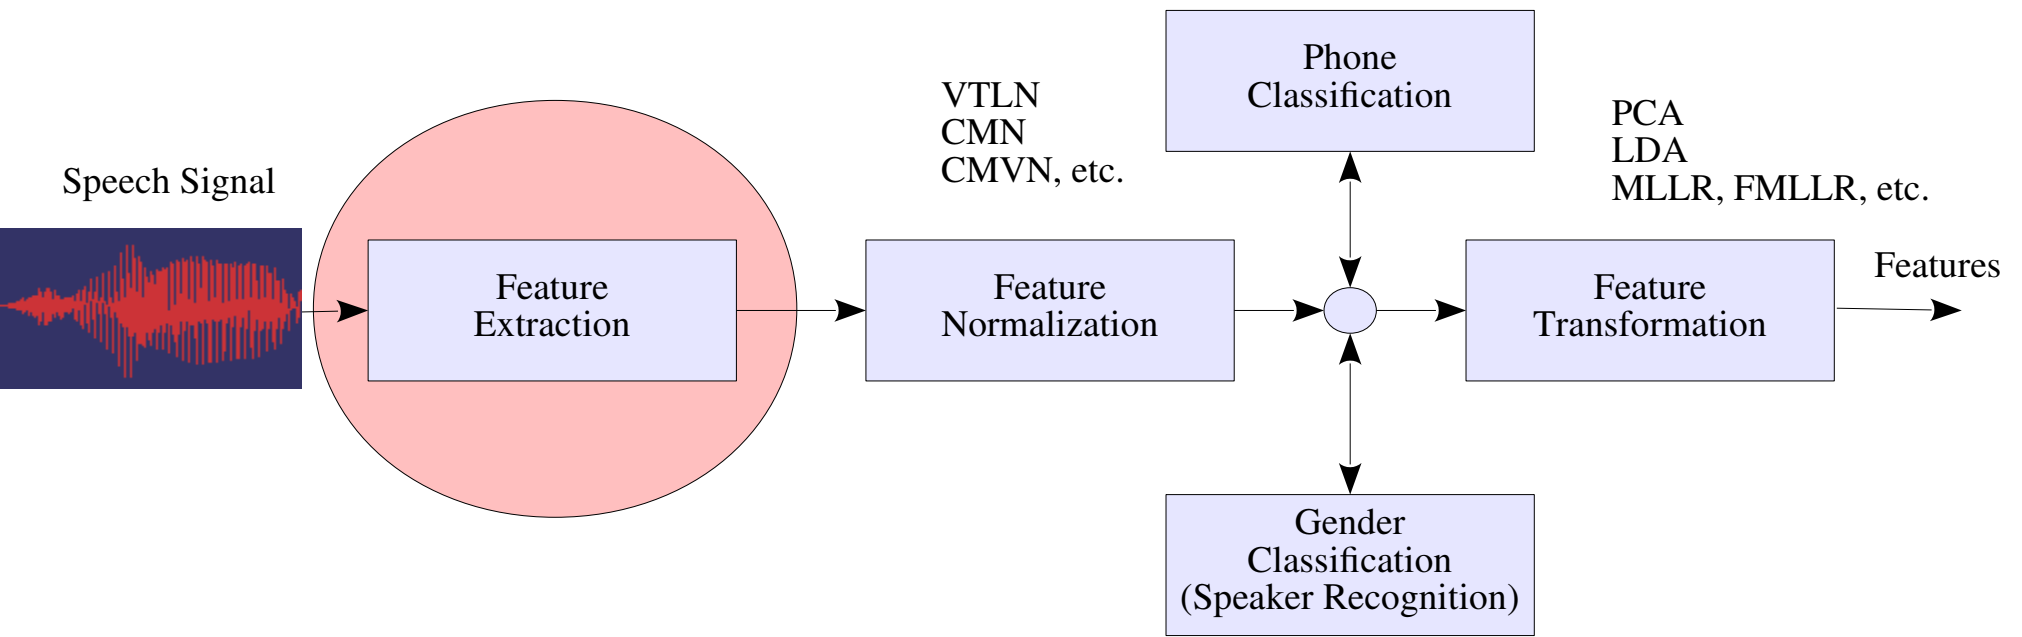 Speech Signal
Feature
Extraction
VTLN
CMN
CMVN, etc.
Feature
Normalization
Phone
Classification
Gender
Classification
(Speaker Recognition)
PCA
LDA
MLLR, FMLLR, etc.
Feature
Transformation
Features